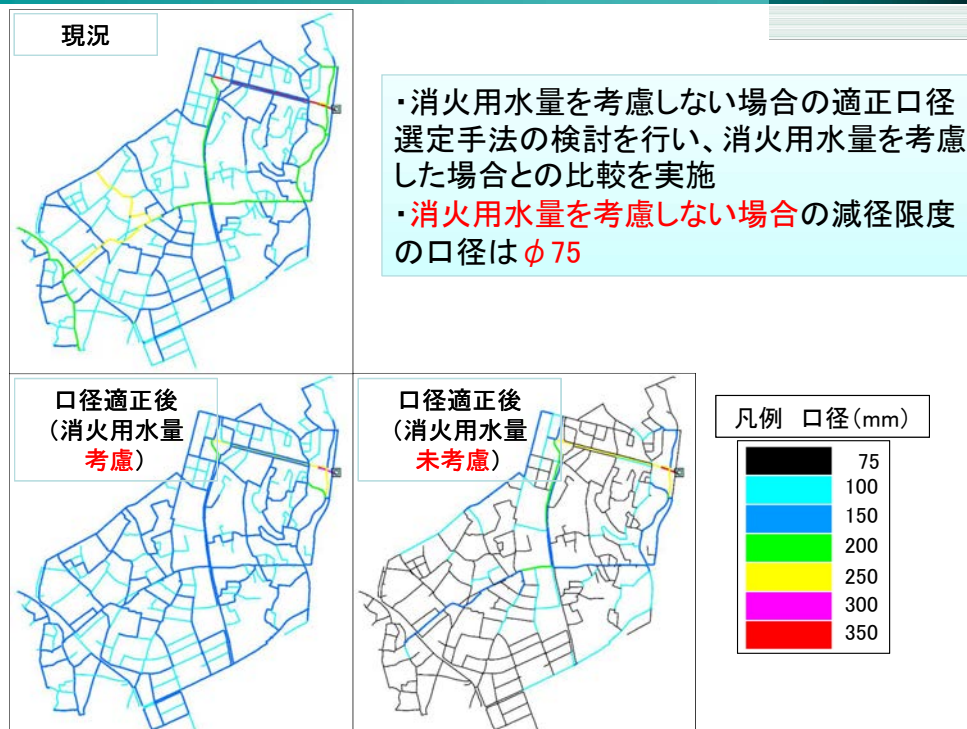 現況
・消火用水量を考慮しない場合の適正口径
選定手法の検討を行い、消火用水量を考慮
した場合との比較を実施
・消火用水量を考慮しない場合の減径限度
の口径はφ75
口径適正後
（消火用水量
考慮）
口径適正後
（消火用水量
未考慮）
凡例　口径(mm)
75
100
150
200
250
300
350